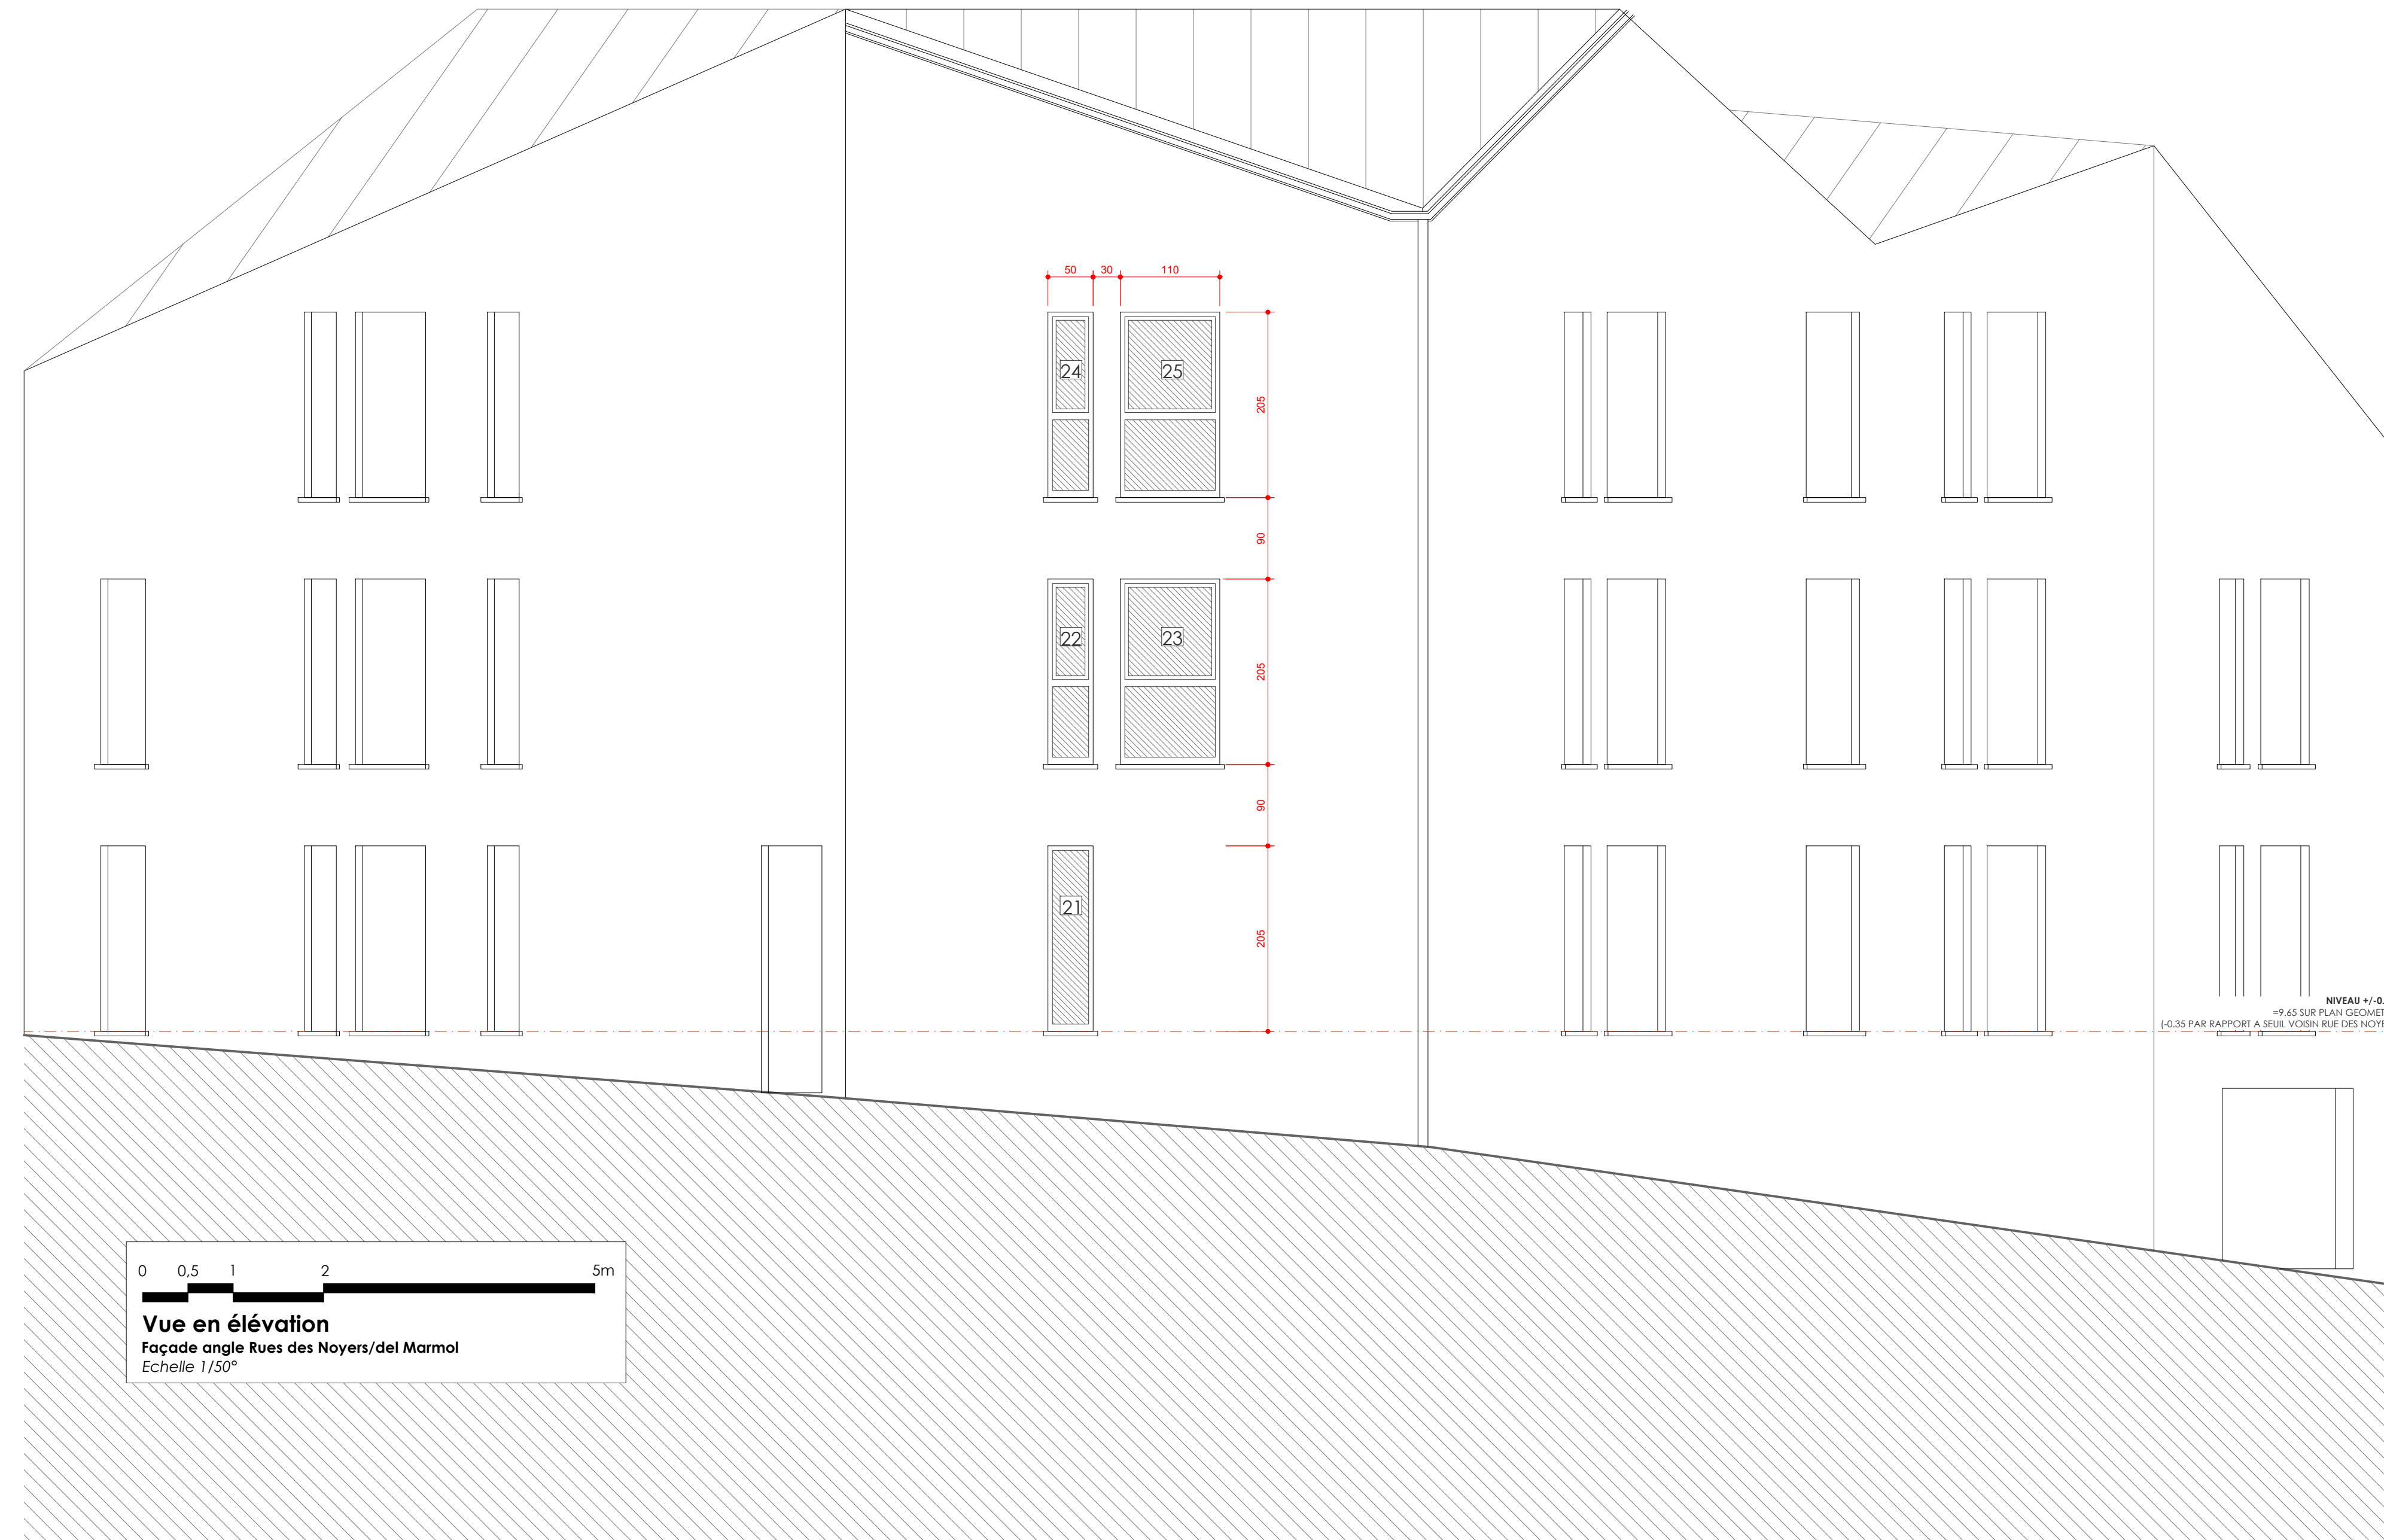 50 30 110
24 25
205
90
22 23
205
90
21
205
NIVEAU +/-0.
=9.65 SUR PLAN GEOMET
(-0.35 PAR RAPPORT A SEUIL VOISIN RUE DES NOYE
0 0,5 1 2 5m
Vue en élévation
Façade angle Rues des Noyers/del Marmol
Echelle 1/50°